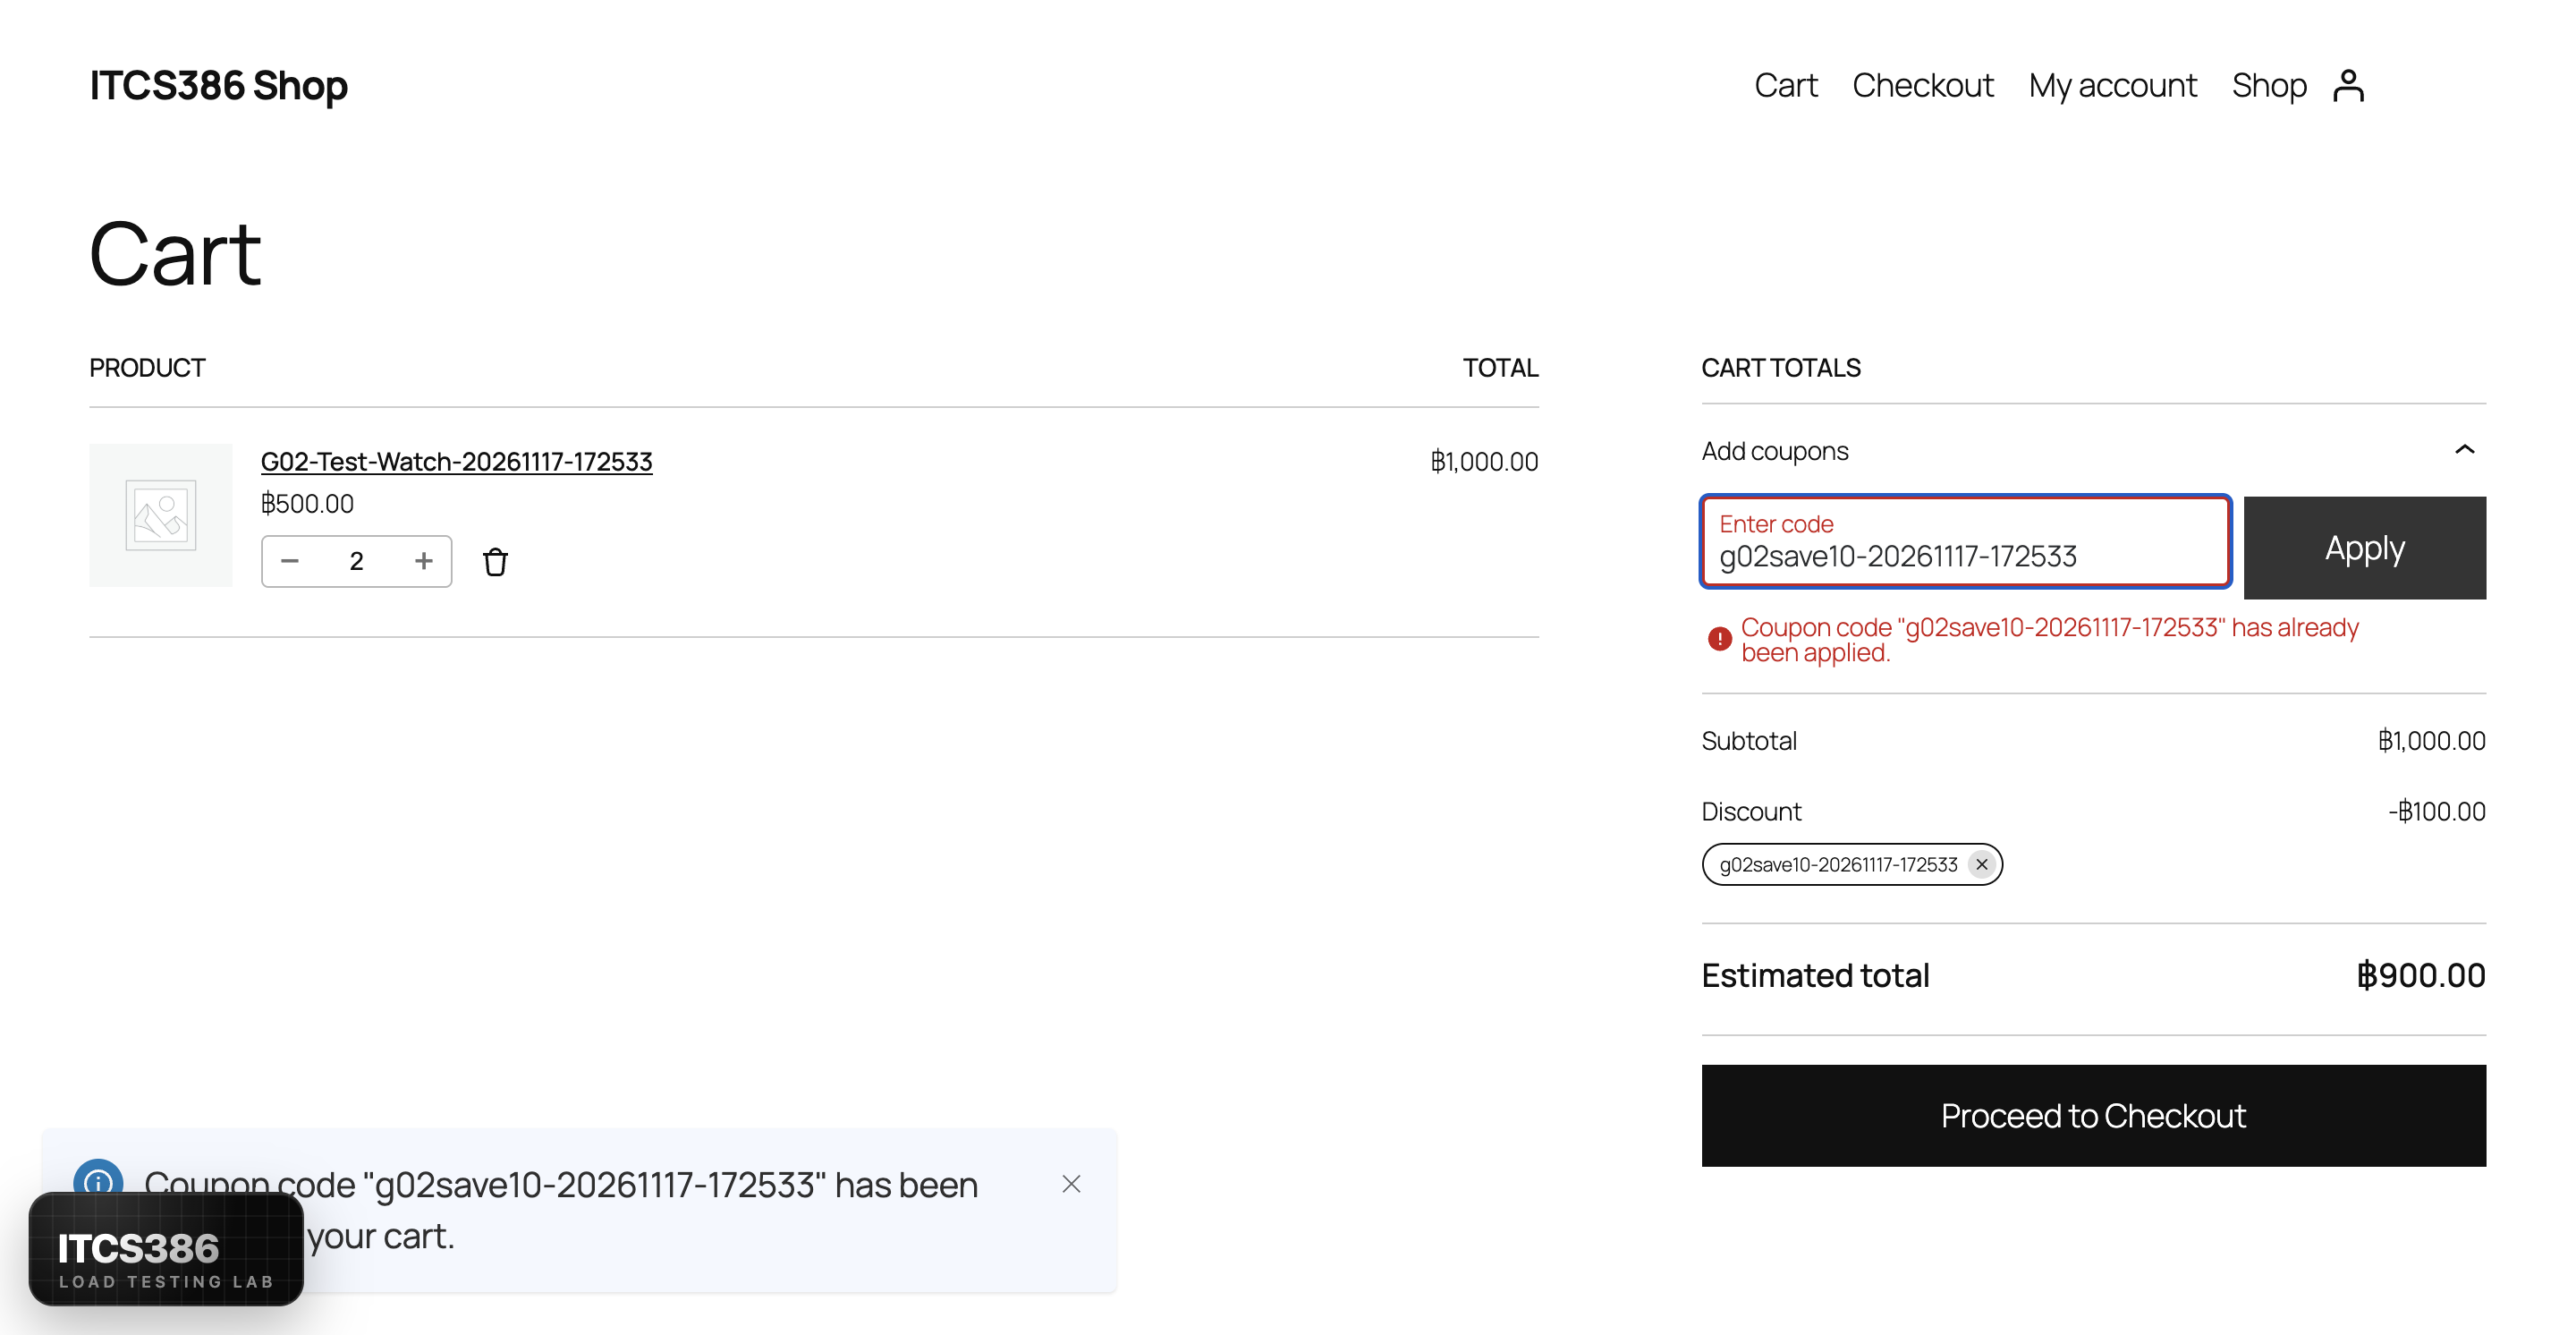 ITCS386 Shop
Cart Checkout My account Shop
Cart
PRODUCT TOTAL
G02-Test-Watch-20261117-172533 ฿1,000.00
฿500.00
− 2 +
CART TOTALS
Add coupons
Enter code
g02save10-20261117-172533
Apply
Coupon code "g02save10-20261117-172533" has already
been applied.
Subtotal ฿1,000.00
Discount -฿100.00
g02save10-20261117-172533
Estimated total ฿900.00
Proceed to Checkout
Coupon code "g02save10-20261117-172533" has been
your cart.
ITCS386
LOAD TESTING LAB